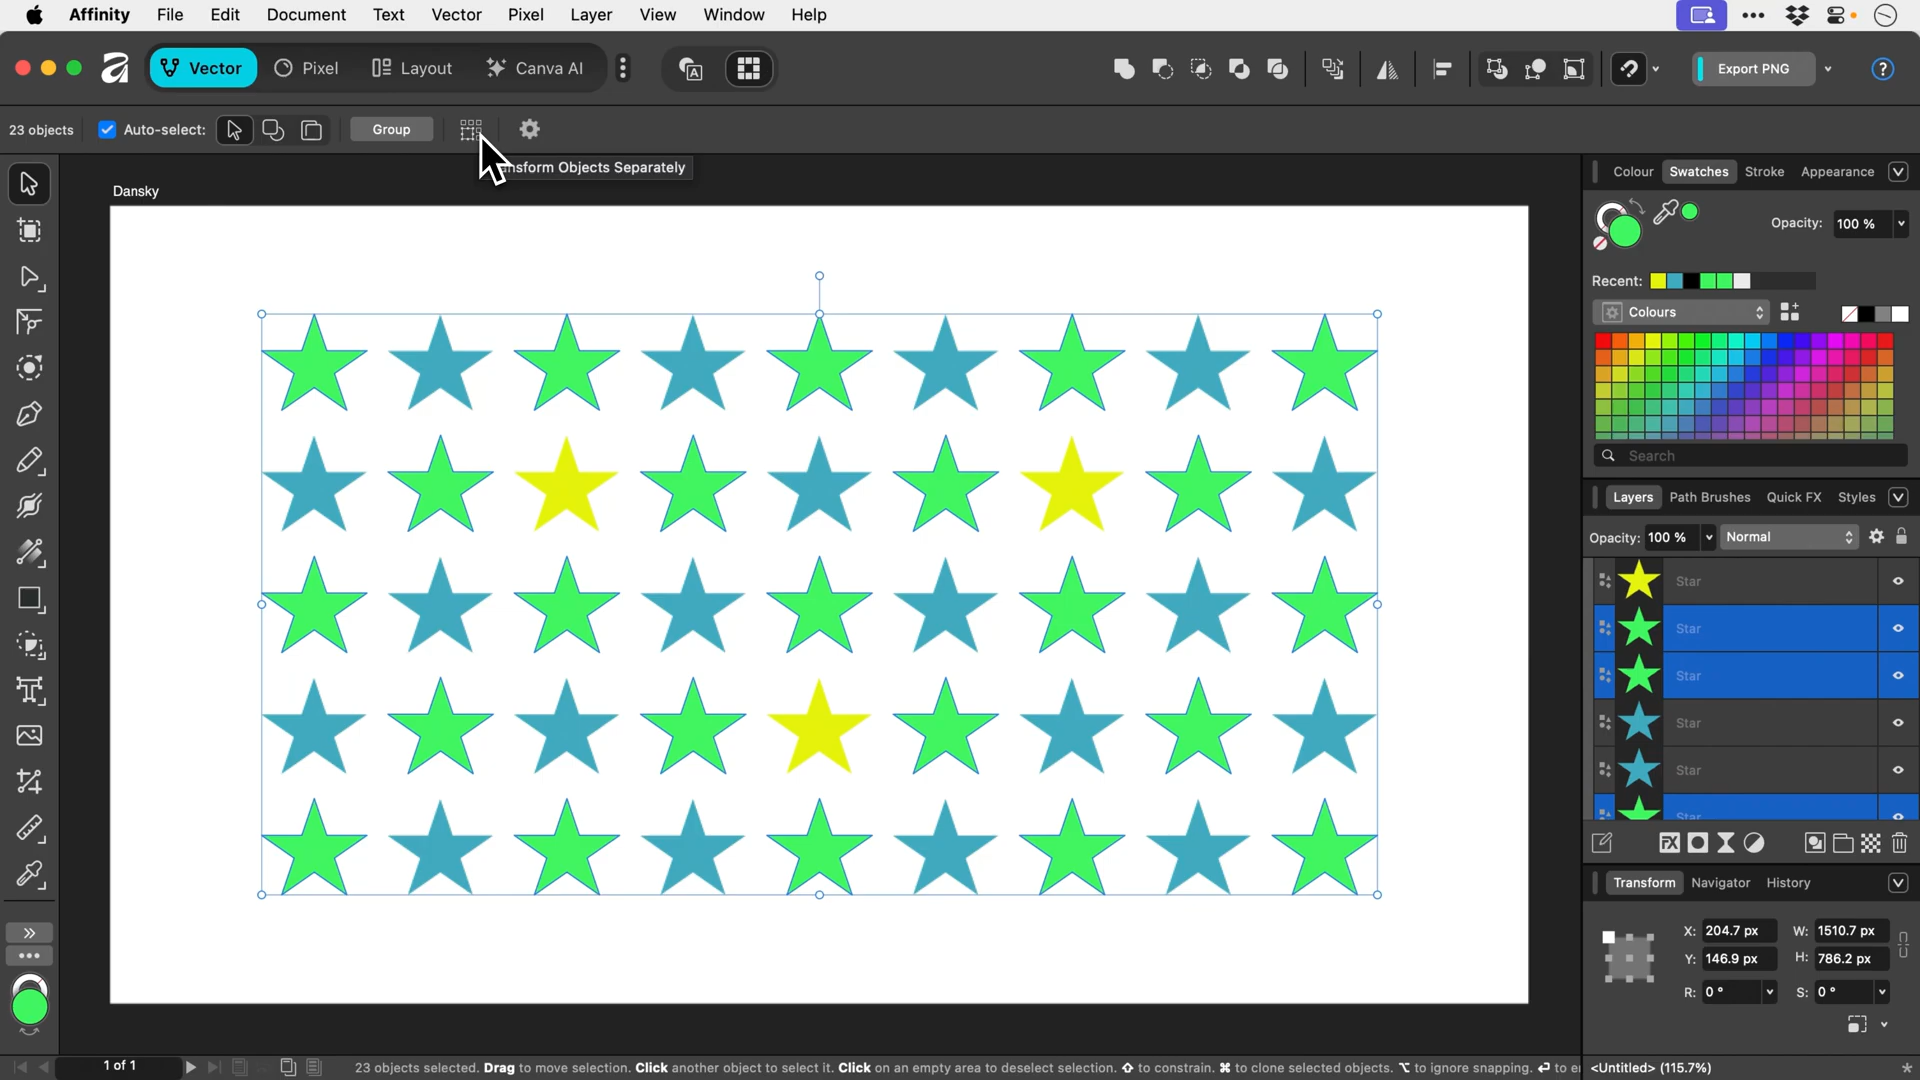 Affinity File Edit Document Text Vector Pixel Layer View Window Help
Vector Pixel Layout Canva AI Export PNG ?
23 objects Auto-select: Group
nsform Objects Separately
Dansky
Colour Swatches Stroke Appearance
Opacity: 100 %
Recent:
Colours
Search
Layers Path Brushes Quick FX Styles
Opacity: 100 % Normal
Star
Star
Star
Star
Star
Star
FX
Transform Navigator History
X: 204.7 px W: 1510.7 px
Y: 146.9 px H: 786.2 px
R: 0 ° S: 0 °
1 of 1 23 objects selected. Drag to move selection. Click another object to select it. Click on an empty area to deselect selection. ⇧ to constrain. ⌘ to clone selected objects. ⌥ to ignore snapping. ⏎ to e <Untitled> (115.7%) *